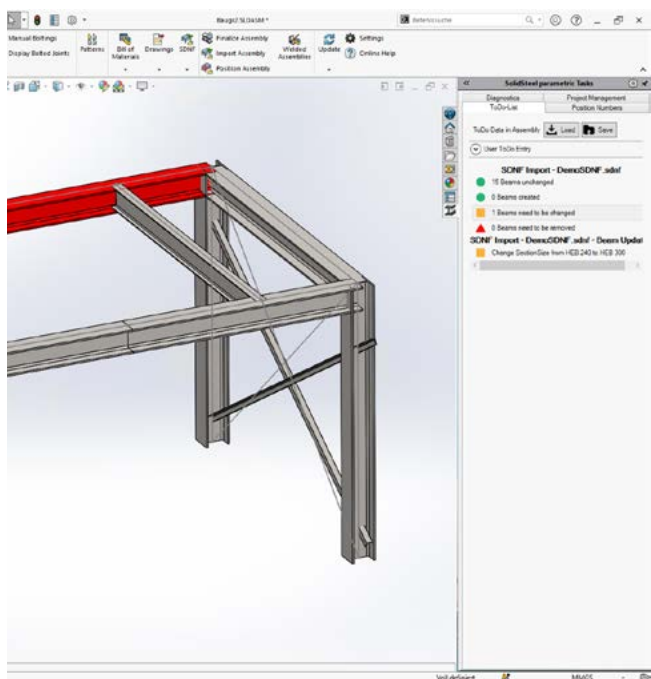 Baugr2.SLDASM *
Manual Boltings
Display Bolted Joints
Patterns
Bill of Materials
Drawings
SDNF
Finalize Assembly
Import Assembly
Position Assembly
Welded Assemblies
Update
Settings
Online Help
SolidSteel parametric Tasks
Diagnostics
Project Management
ToDo-List
Position Numbers
ToDo Data in Assembly
Load
Save
User ToDo Entry
SDNF Import - DemoSDNF.sdnf
15 Beams unchanged
0 Beams created
1 Beams need to be changed
0 Beams need to be removed
SDNF Import - DemoSDNF.sdnf - Beam Updat
Change SectionSize from HEB 240 to HEB 300
Voll definiert
MMGS